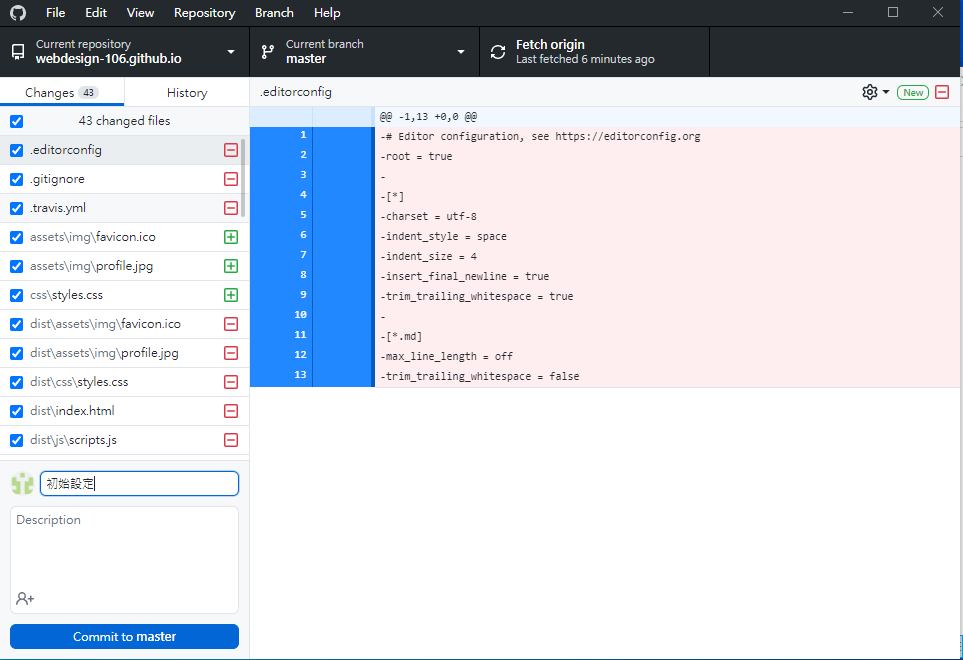 File Edit View Repository Branch Help
Current repository
webdesign-106.github.io
Current branch
master
Fetch origin
Last fetched 6 minutes ago
Changes 43
History
.editorconfig
New
43 changed files
.editorconfig
.gitignore
.travis.yml
assets\img\favicon.ico
assets\img\profile.jpg
css\styles.css
dist\assets\img\favicon.ico
dist\assets\img\profile.jpg
dist\css\styles.css
dist\index.html
dist\js\scripts.js
初始設定
Description
Commit to master
@@ -1,13 +0,0 @@
1 -# Editor configuration, see https://editorconfig.org
2 -root = true
3 -
4 -[*]
5 -charset = utf-8
6 -indent_style = space
7 -indent_size = 4
8 -insert_final_newline = true
9 -trim_trailing_whitespace = true
10 -
11 -[*.md]
12 -max_line_length = off
13 -trim_trailing_whitespace = false